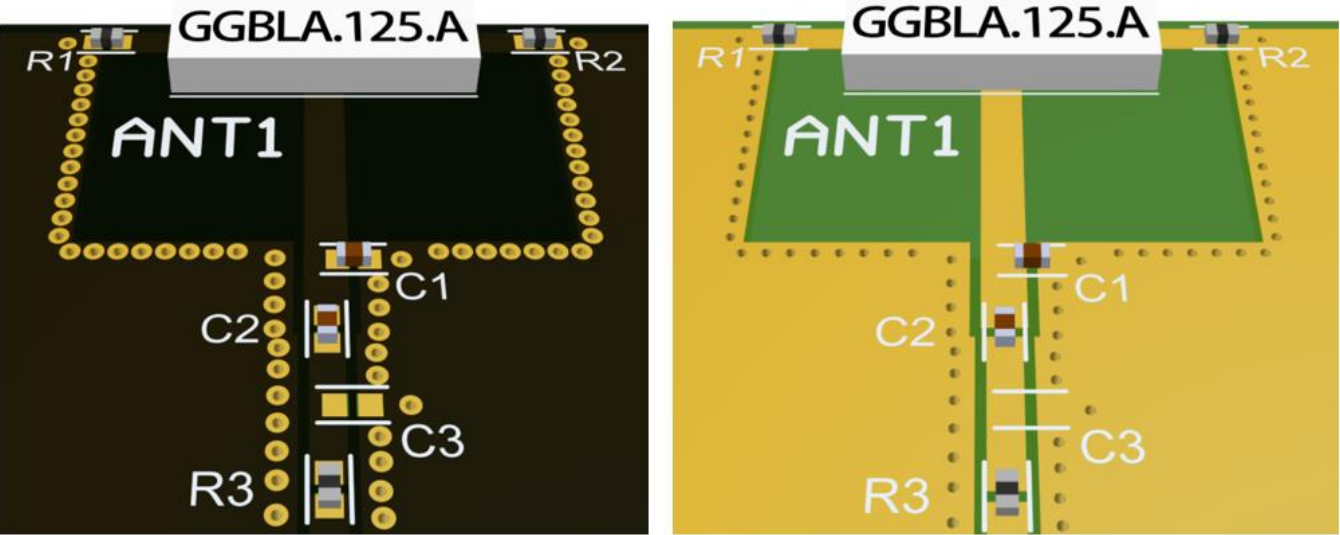 GGBLA.125.A
R1
R2
ANT1
C1
C2
C3
R3
GGBLA.125.A
R1
R2
ANT1
C1
C2
C3
R3